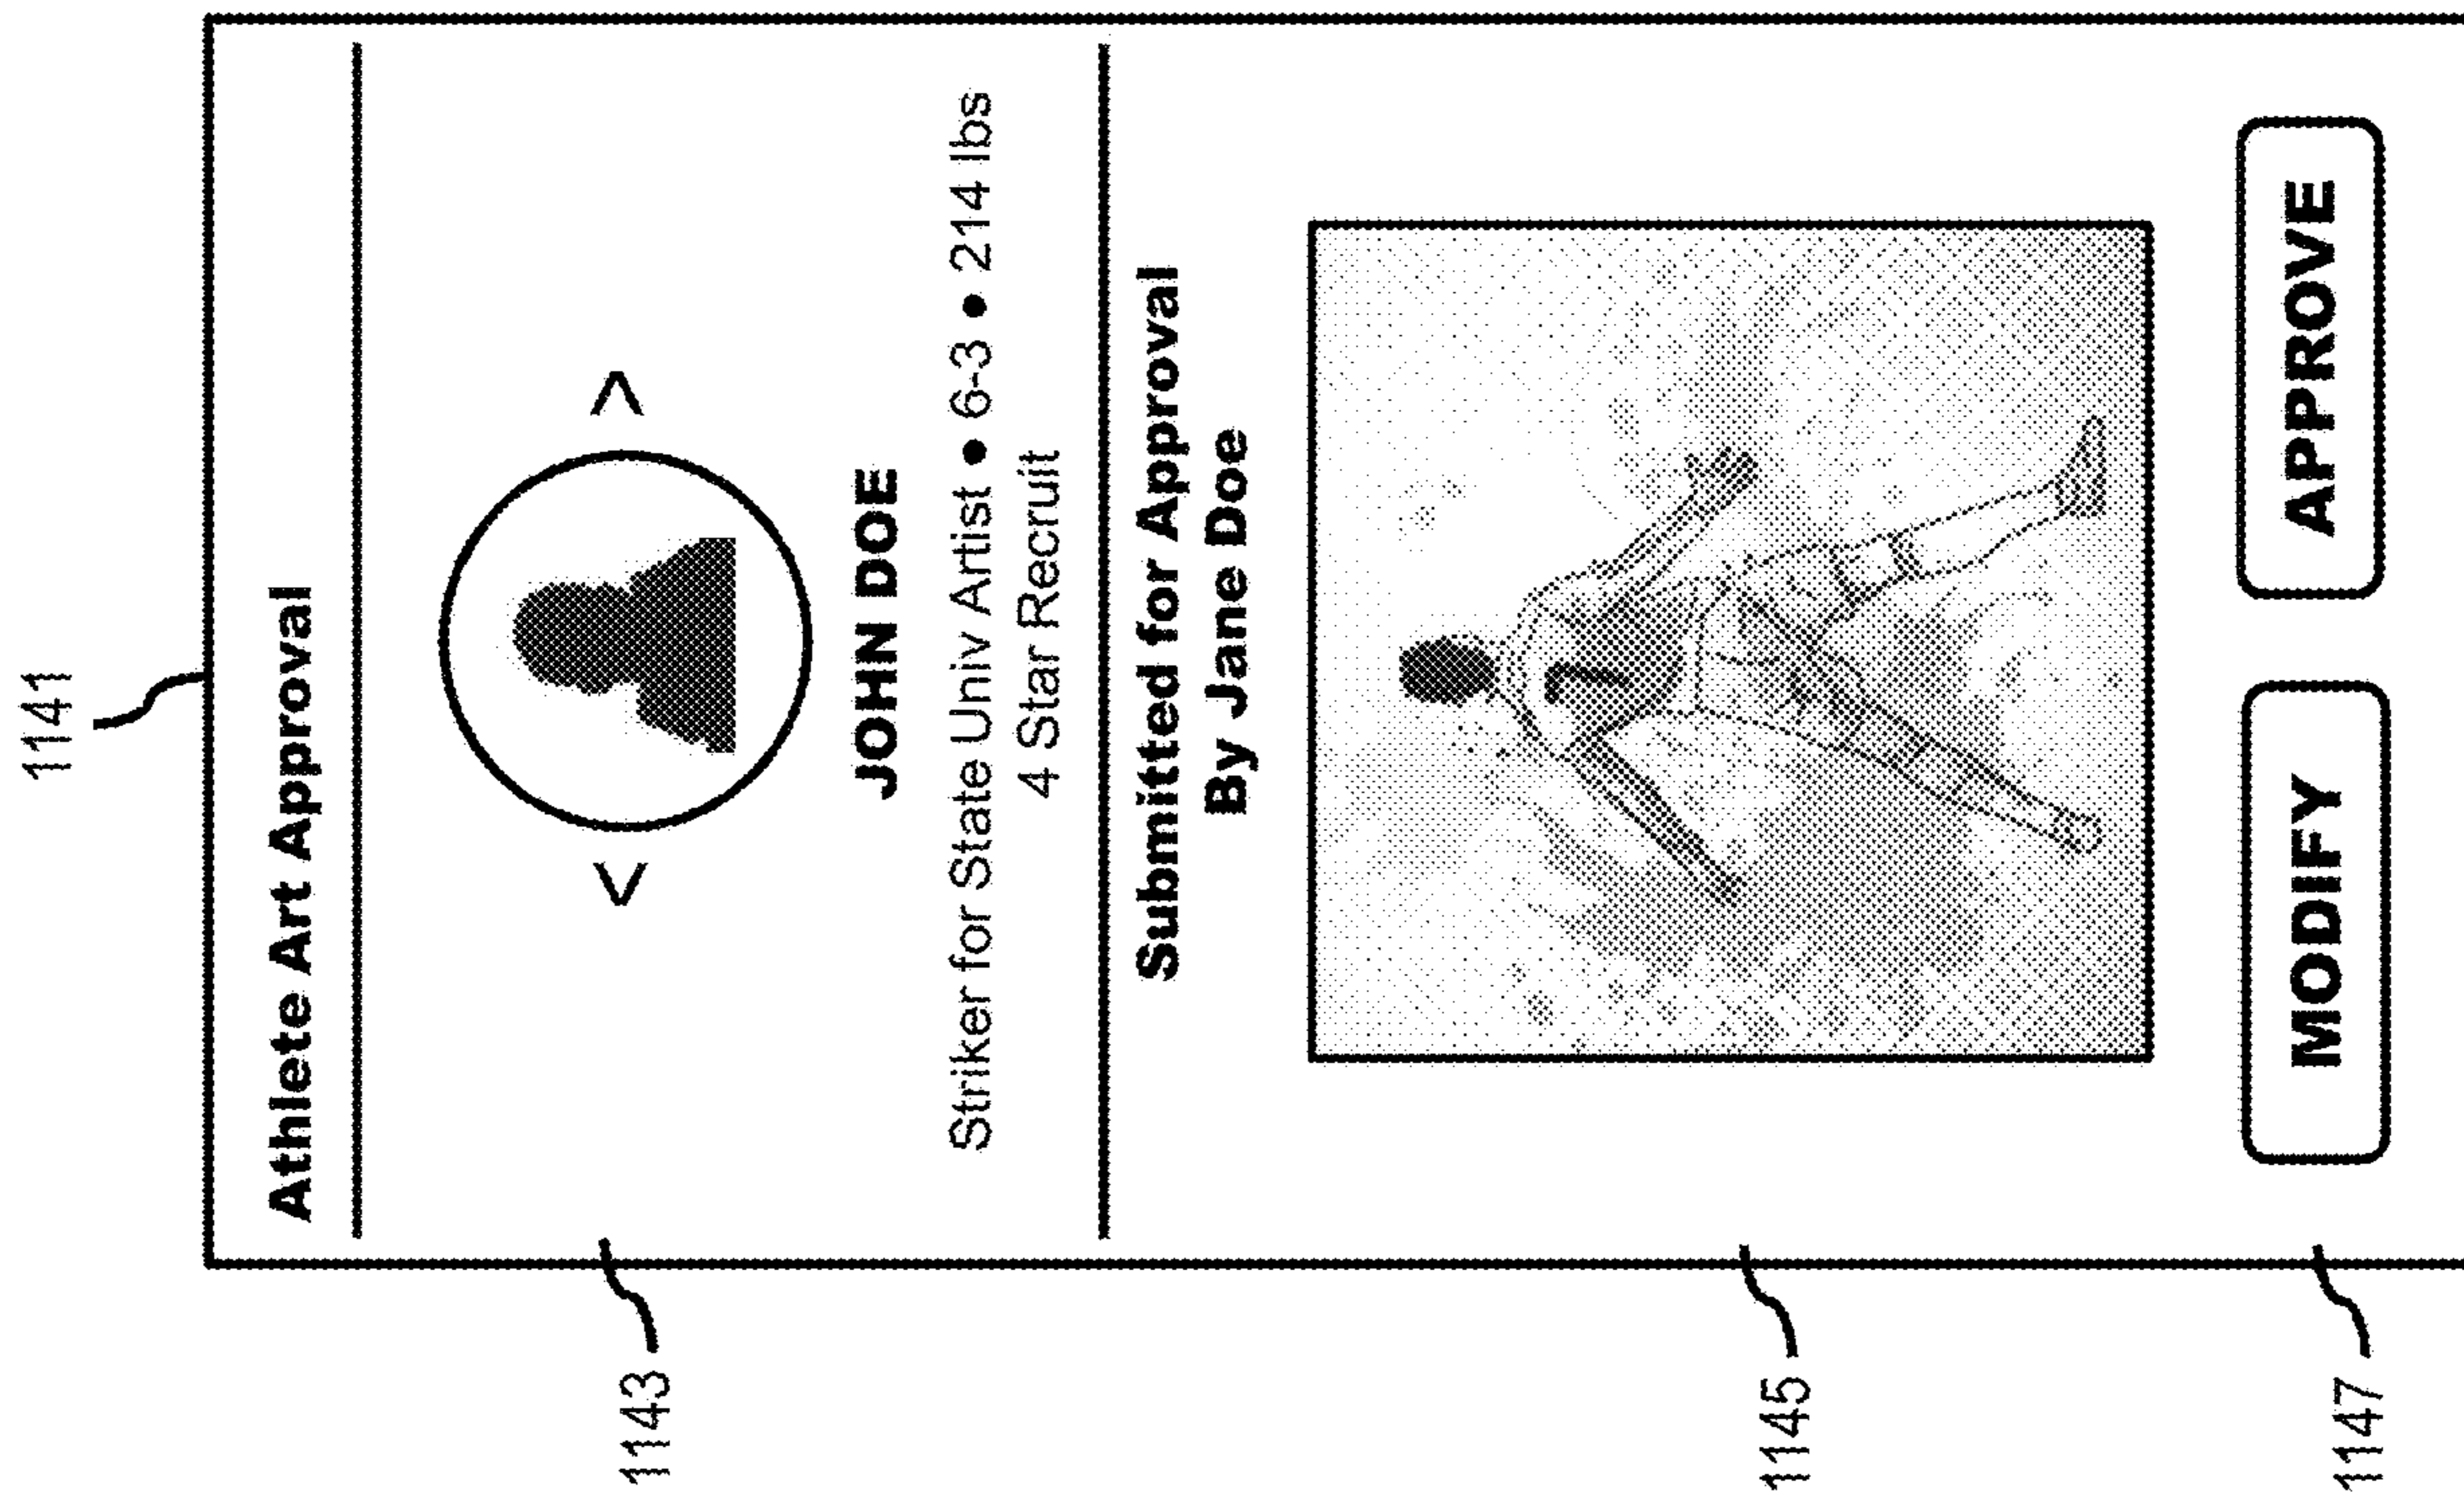 1141
Athlete Art Approval
1143
< >
JOHN DOE
Striker for State Univ Artist ● 6-3 ● 214 lbs
4 Star Recruit
Submitted for Approval
By Jane Doe
1145
7
1147
MODIFY
APPROVE